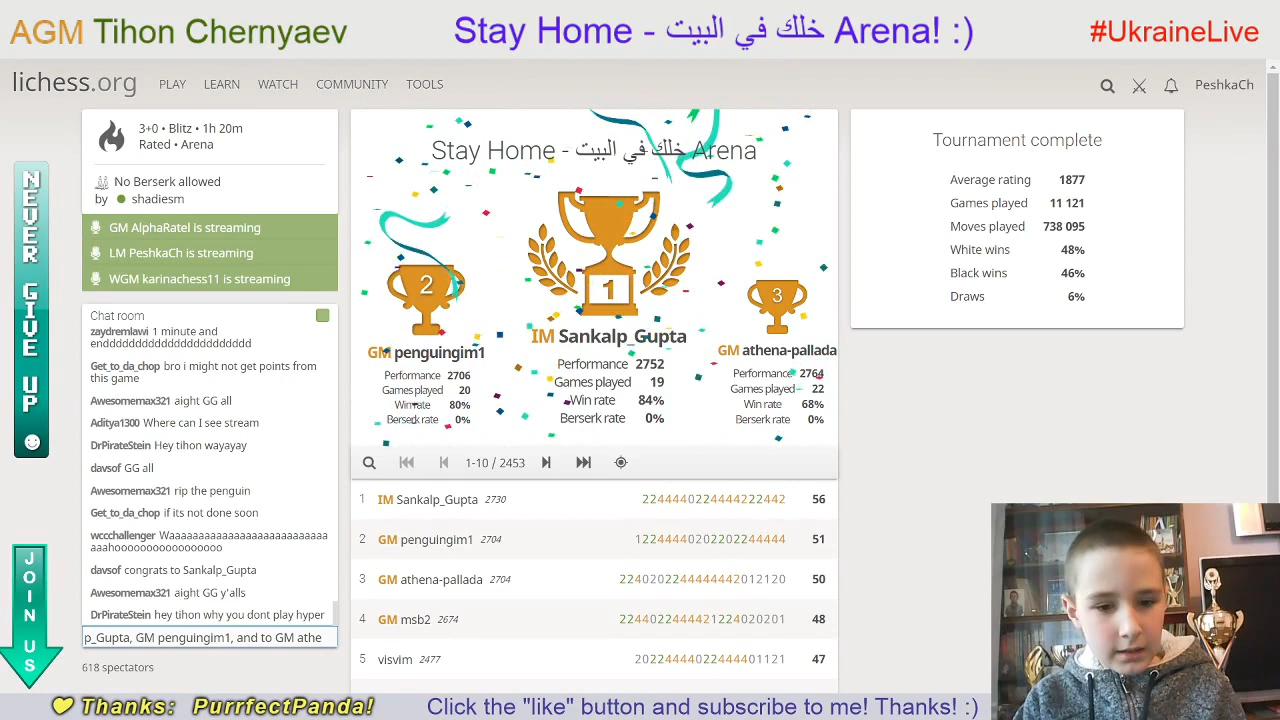 AGM Tihon Chernyaev
Stay Home - خلك في البيت Arena! :)
#UkraineLive
lichess.org
PLAY
LEARN
WATCH
COMMUNITY
TOOLS
PeshkaCh
NEVER GIVE UP
JOIN US
3+0 • Blitz • 1h 20m
Rated • Arena
No Berserk allowed
by shadiesm
GM AlphaRatel is streaming
LM PeshkaCh is streaming
WGM karinachess11 is streaming
Chat room
zaydremlawi 1 minute and
endddddddddddddddddddddd
Get_to_da_chop bro i might not get points from
this game
Awesomemax321 aight GG all
Aditya1300 Where can I see stream
DrPirateStein Hey tihon wayayay
davsof GG all
Awesomemax321 rip the penguin
Get_to_da_chop if its not done soon
wccchallenger Waaaaaaaaaaaaaaaaaaaaaaaaaaa
aaahoooooooooooooooooo
davsof congrats to Sankalp_Gupta
Awesomemax321 aight GG y'alls
DrPirateStein hey tihon why you dont play hyper
p_Gupta, GM penguingim1, and to GM athe
618 spectators
Stay Home - خلك في البيت Arena
2
1
3
GM penguingim1
Performance 2706
Games played 20
Win rate 80%
Berserk rate 0%
IM Sankalp_Gupta
Performance 2752
Games played 19
Win rate 84%
Berserk rate 0%
GM athena-pallada
Performance 2764
Games played 22
Win rate 68%
Berserk rate 0%
1-10 / 2453
1 IM Sankalp_Gupta 2730 2244440224444222442 56
2 GM penguingim1 2704 12244440202202244444 51
3 GM athena-pallada 2704 2240202244444442012120 50
4 GM msb2 2674 2244022444421224020201 48
5 visvim 2477 20224444022444401121 47
Tournament complete
Average rating 1877
Games played 11 121
Moves played 738 095
White wins 48%
Black wins 46%
Draws 6%
Thanks: PurrfectPanda!
Click the "like" button and subscribe to me! Thanks! :)